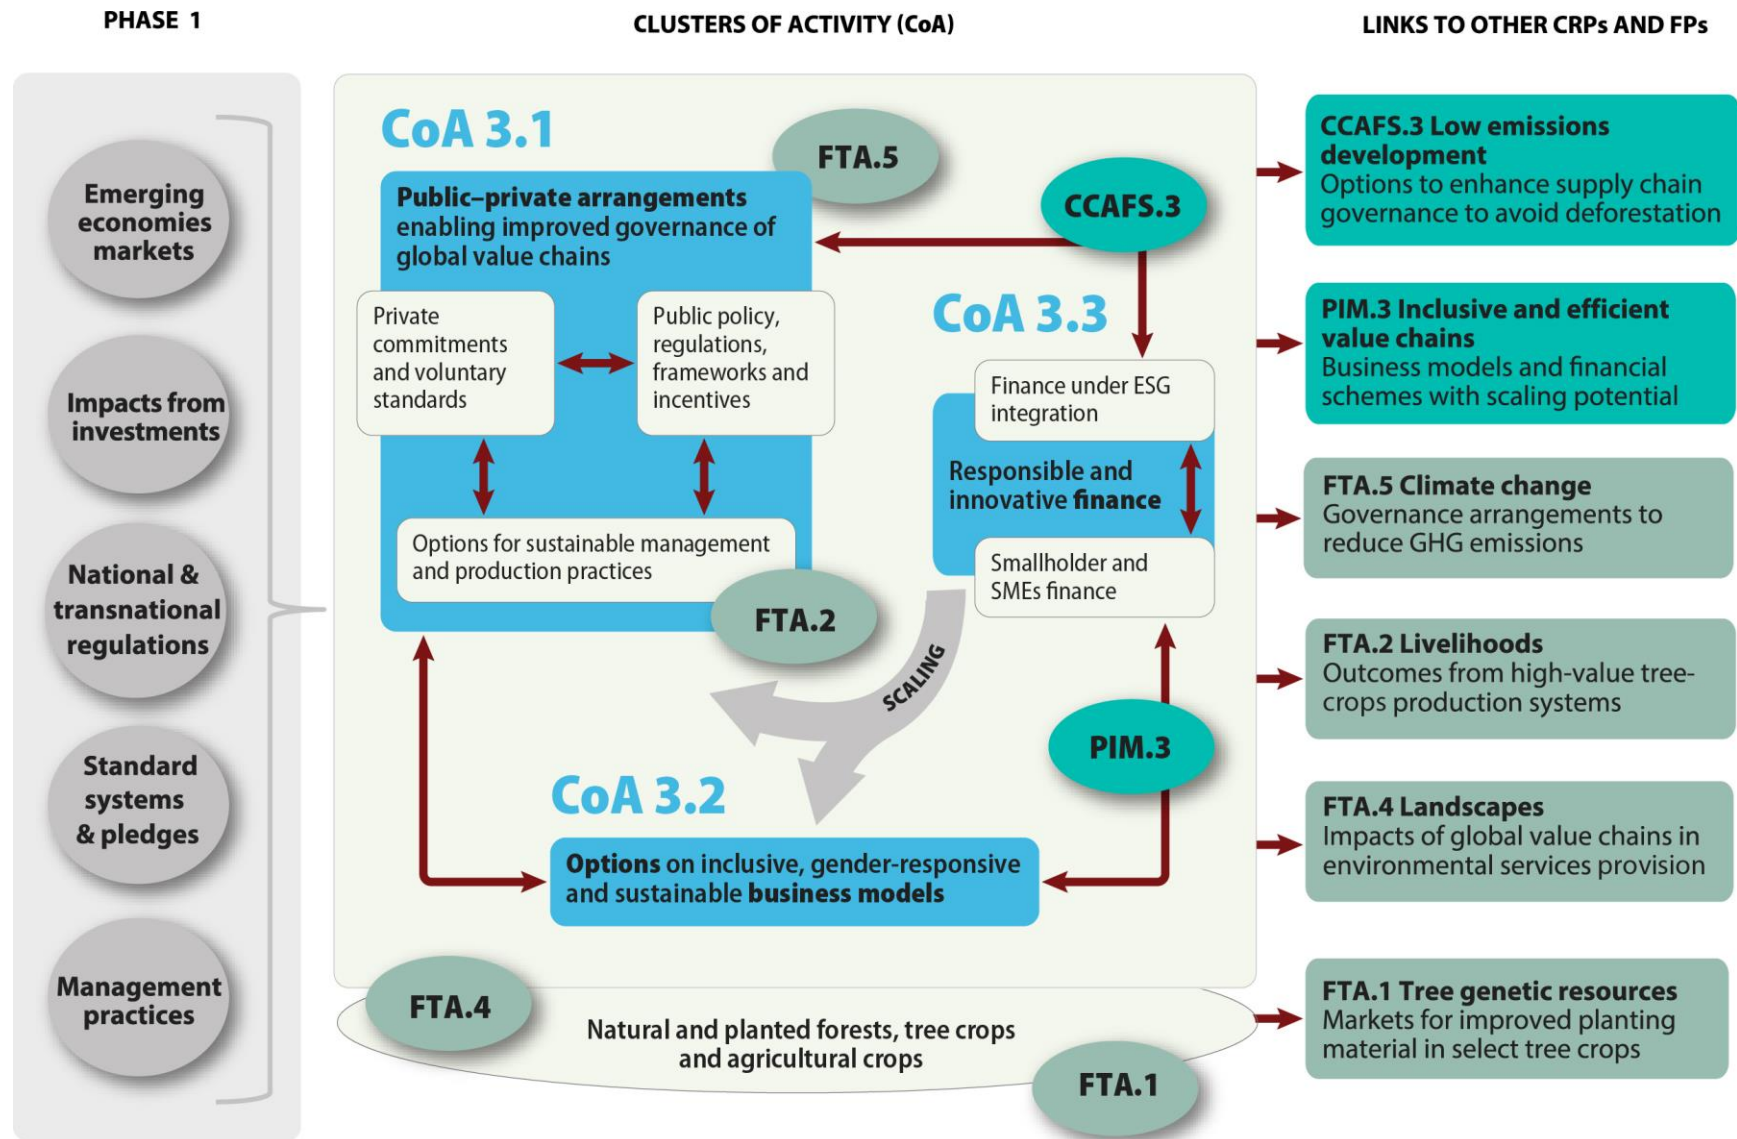 PHASE 1
CLUSTERS OF ACTIVITY (CoA)
LINKS TO OTHER CRPs AND FPs
Emerging
economies
markets
Impacts from
investments
National &
transnational
regulations
Standard
systems
& pledges
Management
practices
CoA 3.1
FTA.5
Public–private arrangements
enabling improved governance of
global value chains
Private
commitments
and voluntary
standards
Public policy,
regulations,
frameworks and
incentives
Options for sustainable management
and production practices
FTA.2
CCAFS.3
CoA 3.3
Finance under ESG
integration
Responsible and
innovative finance
Smallholder and
SMEs finance
SCALING
PIM.3
CoA 3.2
Options on inclusive, gender-responsive
and sustainable business models
FTA.4
Natural and planted forests, tree crops
and agricultural crops
FTA.1
CCAFS.3 Low emissions
development
Options to enhance supply chain
governance to avoid deforestation
PIM.3 Inclusive and efficient
value chains
Business models and financial
schemes with scaling potential
FTA.5 Climate change
Governance arrangements to
reduce GHG emissions
FTA.2 Livelihoods
Outcomes from high-value tree-
crops production systems
FTA.4 Landscapes
Impacts of global value chains in
environmental services provision
FTA.1 Tree genetic resources
Markets for improved planting
material in select tree crops